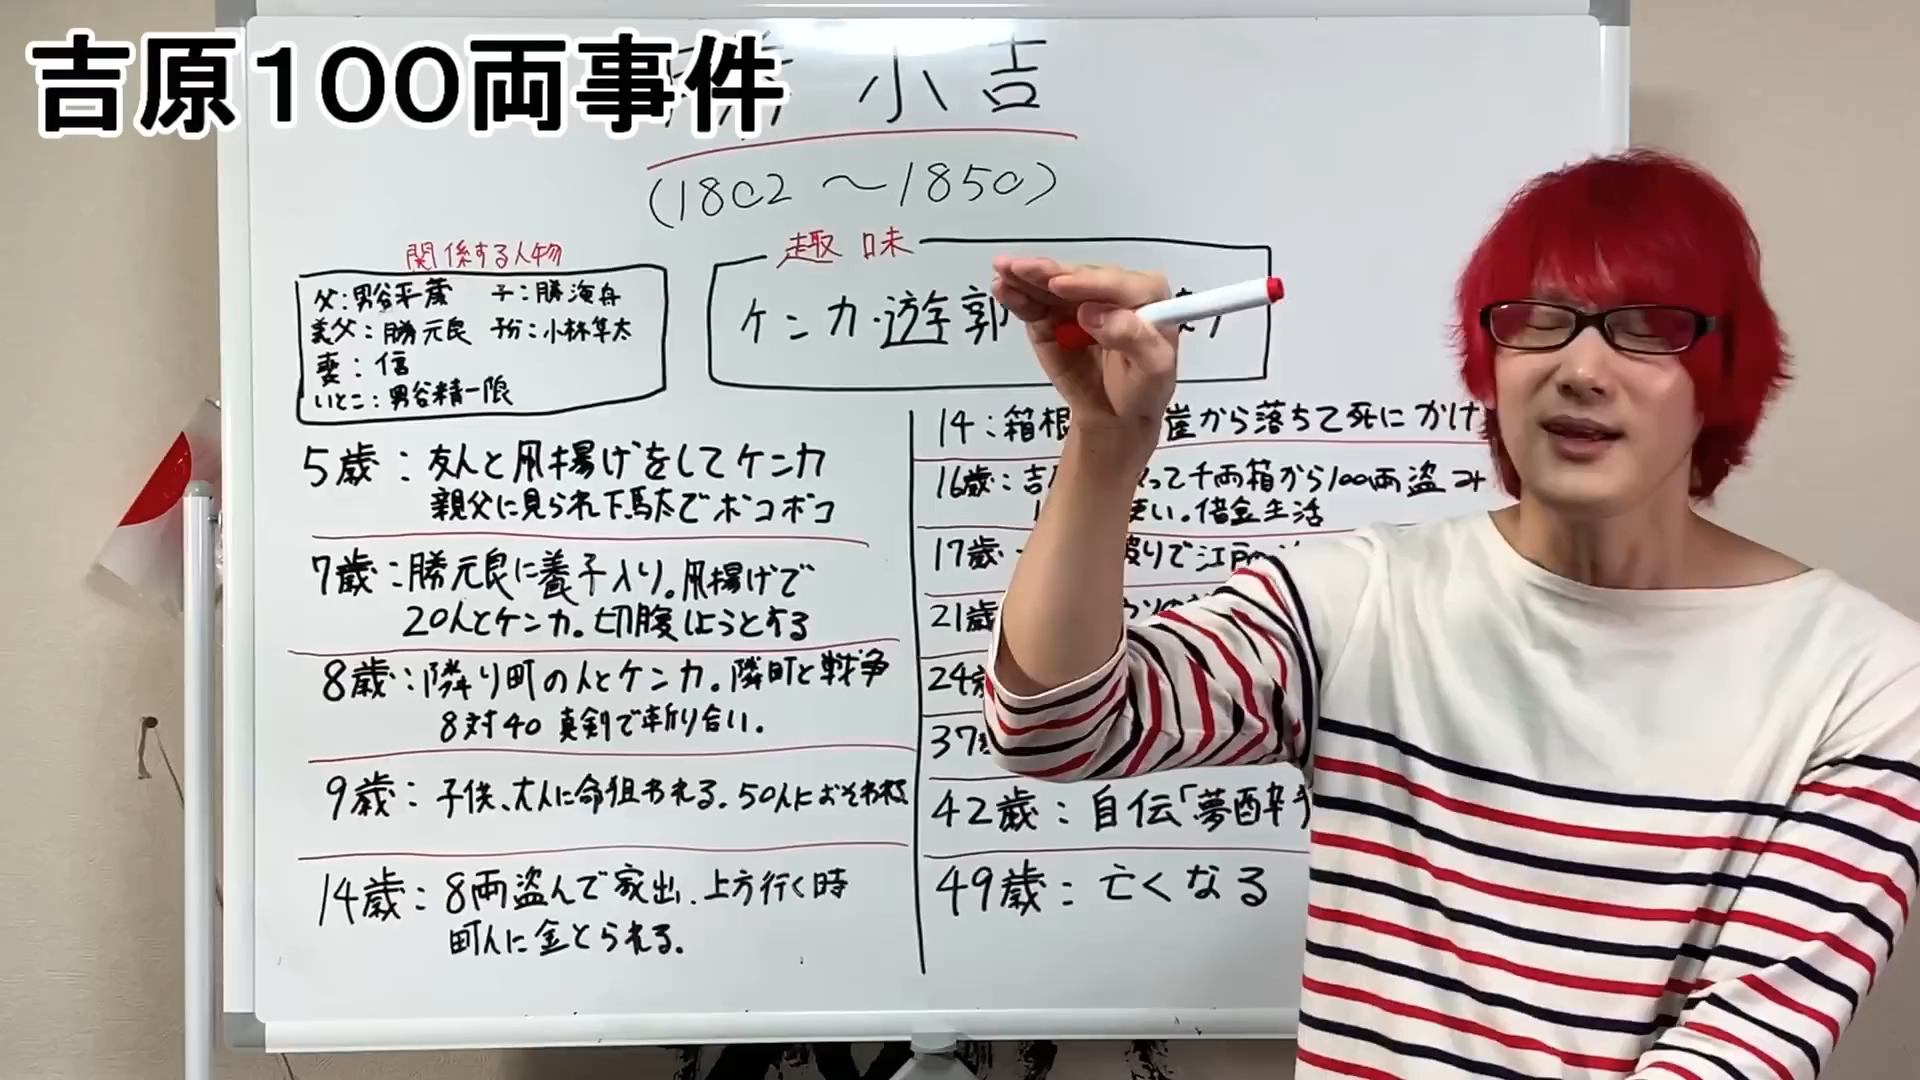 吉原100両事件
小吉
(1802〜1850)
関係する人物
父:男谷平蔵 子:勝海舟
義父:勝元良 子分:小林隼太
妻:信
いとこ:男谷精一郎
趣味
ケンカ・遊郭
5歳:友人と凧揚げをしてケンカ
親父に見られ下駄でボコボコ
7歳:勝元良に養子入り。凧揚げで
20人とケンカ。切腹しようとする
8歳:隣り町の人とケンカ。隣町と戦争
8対40 真剣で斬り合い。
9歳:子供、大人に命狙われる。50人におそわれる
14歳:8両盗んで家出。上方行く時
町人に金とられる。
14:箱根 崖から落ちて死にかけ
16歳:吉 って千両箱から100両盗み
使い。借金生活
17歳 破りで江戸
21歳
24歳
37歳
42歳:自伝「夢酔
49歳:亡くなる